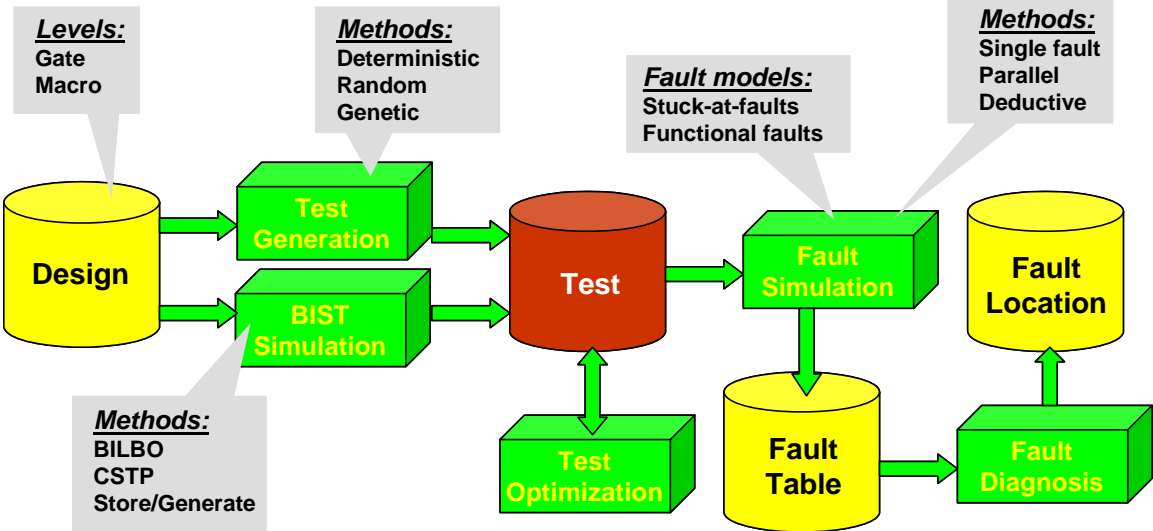 Levels:
Gate
Macro
Methods:
Deterministic
Random
Genetic
Fault models:
Stuck-at-faults
Functional faults
Methods:
Single fault
Parallel
Deductive
Design
Test
Generation
BIST
Simulation
Test
Fault
Simulation
Fault
Location
Methods:
BILBO
CSTP
Store/Generate
Test
Optimization
Fault
Table
Fault
Diagnosis